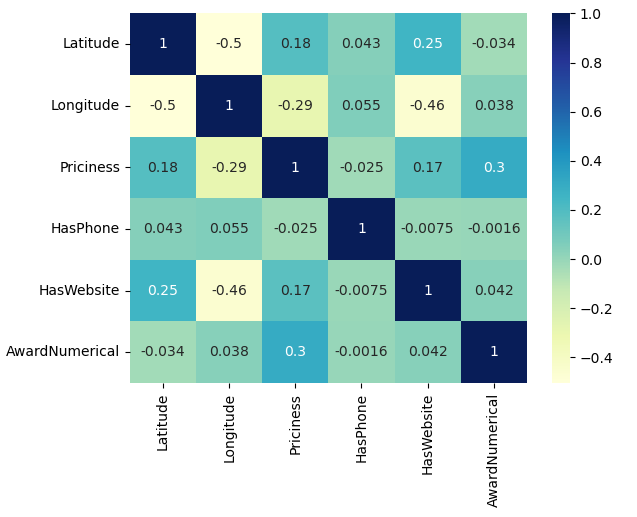 Latitude 1 -0.5 0.18 0.043 0.25 -0.034
Longitude -0.5 1 -0.29 0.055 -0.46 0.038
Priciness 0.18 -0.29 1 -0.025 0.17 0.3
HasPhone 0.043 0.055 -0.025 1 -0.0075 -0.0016
HasWebsite 0.25 -0.46 0.17 -0.0075 1 0.042
AwardNumerical -0.034 0.038 0.3 -0.0016 0.042 1
Latitude
Longitude
Priciness
HasPhone
HasWebsite
AwardNumerical
1.0
0.8
0.6
0.4
0.2
0.0
−0.2
−0.4